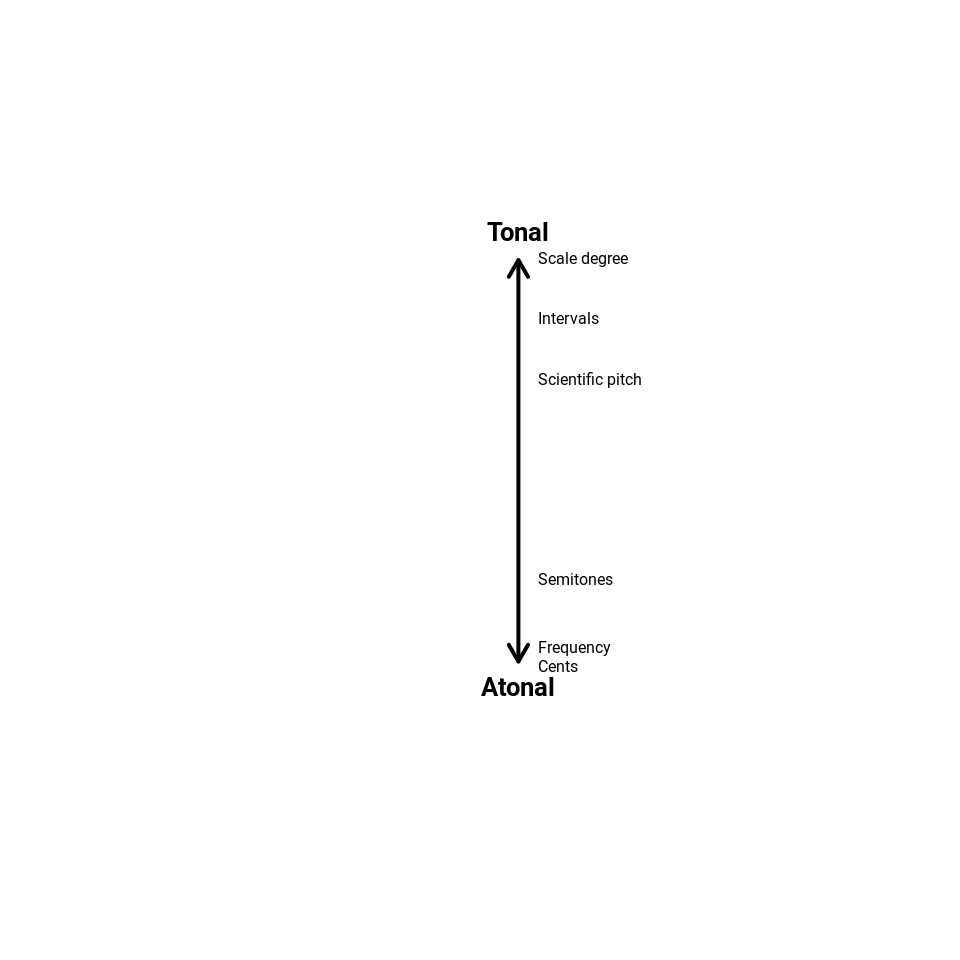 Tonal
Scale degree
Intervals
Scientific pitch
Semitones
Frequency
Cents
Atonal